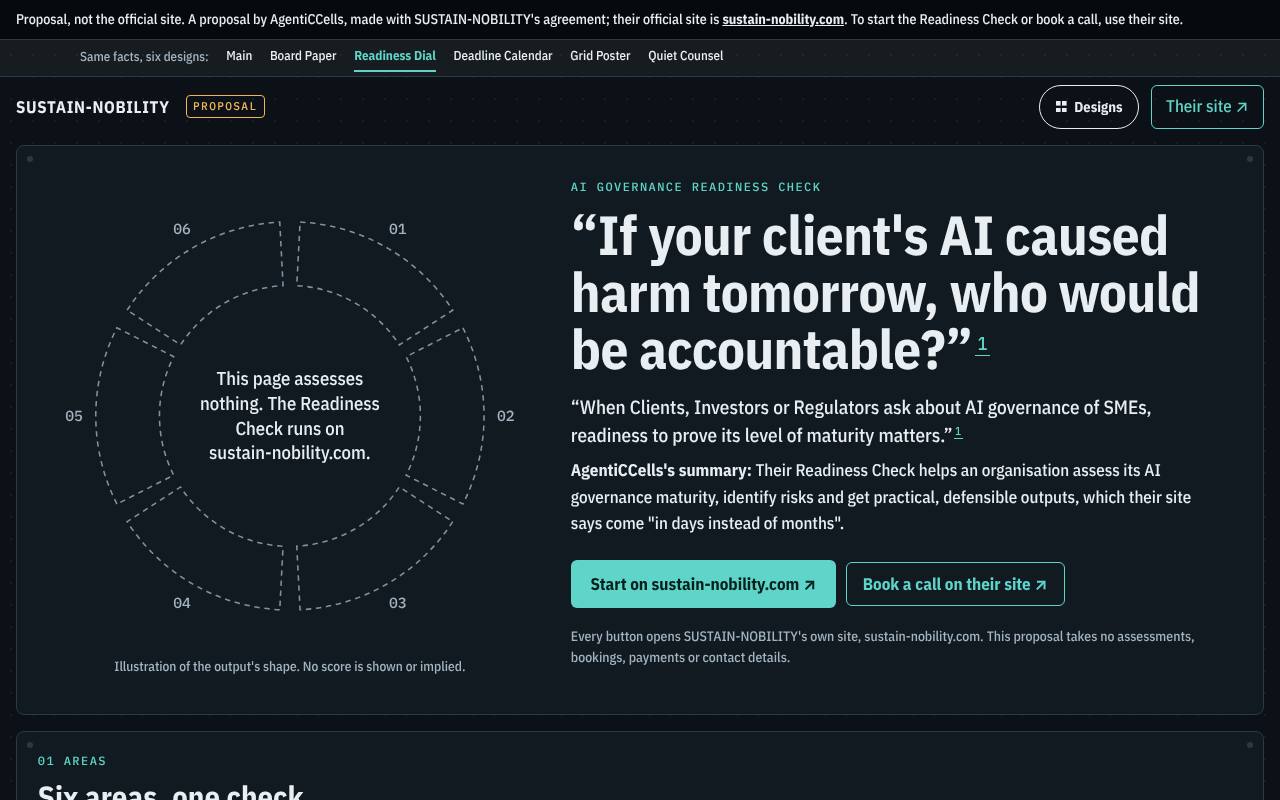 Proposal, not the official site. A proposal by AgentiCCells, made with SUSTAIN-NOBILITY's agreement; their official site is sustain-nobility.com. To start the Readiness Check or book a call, use their site.
Same facts, six designs: Main Board Paper Readiness Dial Deadline Calendar Grid Poster Quiet Counsel
SUSTAIN-NOBILITY PROPOSAL Designs Their site ↗
06 01
05 02
04 03
This page assesses
nothing. The Readiness
Check runs on
sustain-nobility.com.
Illustration of the output's shape. No score is shown or implied.
AI GOVERNANCE READINESS CHECK
“If your client's AI caused
harm tomorrow, who would
be accountable?” 1
“When Clients, Investors or Regulators ask about AI governance of SMEs,
readiness to prove its level of maturity matters.” 1
AgentiCCells's summary: Their Readiness Check helps an organisation assess its AI
governance maturity, identify risks and get practical, defensible outputs, which their site
says come "in days instead of months".
Start on sustain-nobility.com ↗ Book a call on their site ↗
Every button opens SUSTAIN-NOBILITY's own site, sustain-nobility.com. This proposal takes no assessments,
bookings, payments or contact details.
01 AREAS
Six areas, one check